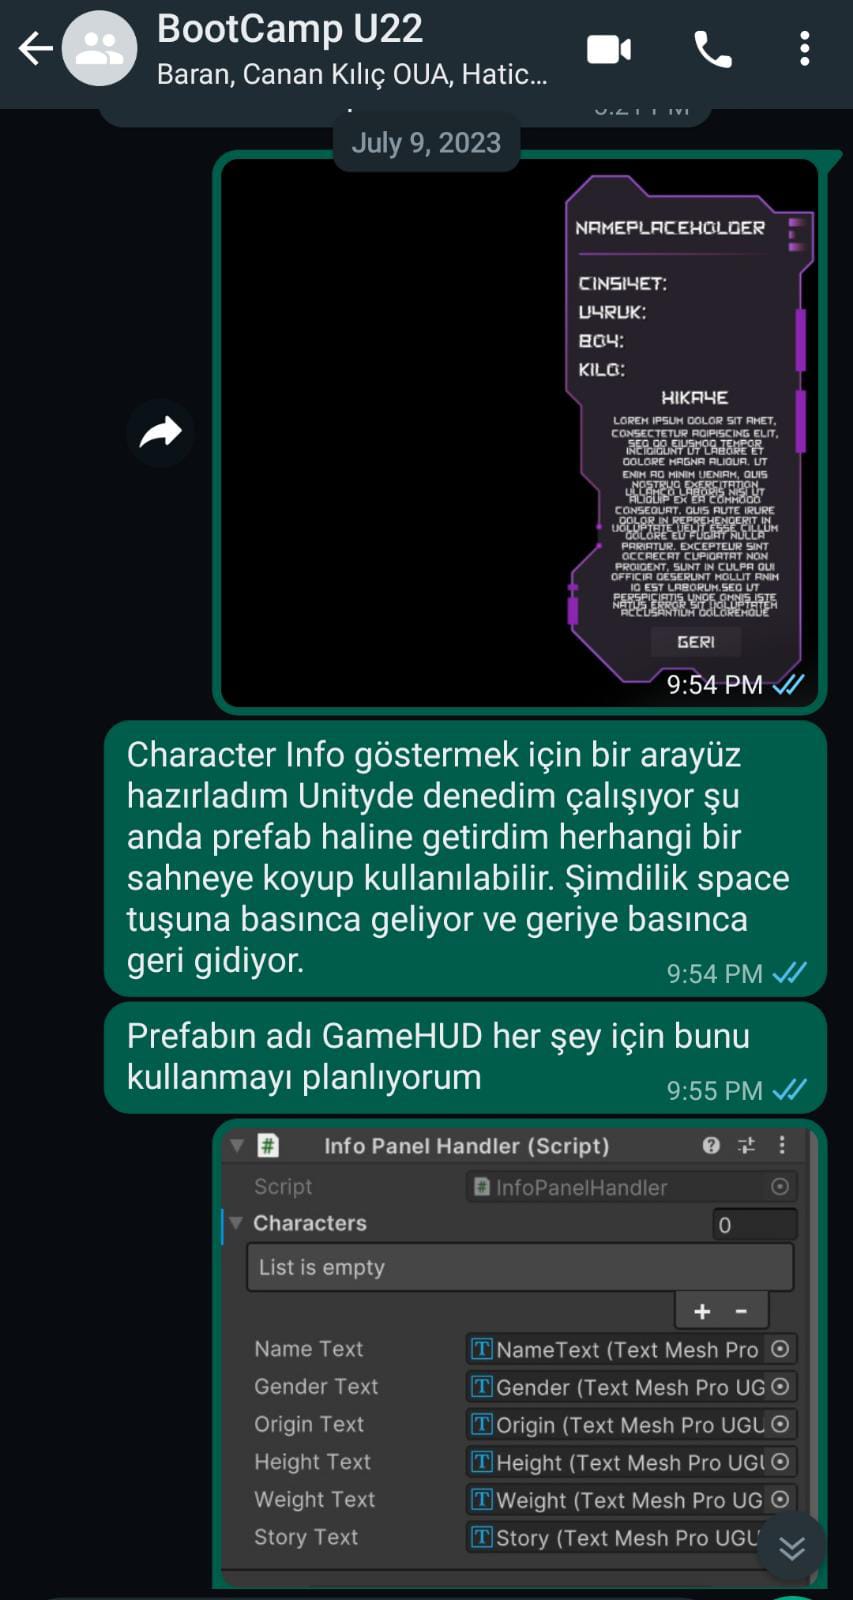 BootCamp U22
Baran, Canan Kılıç OUA, Hatic...
July 9, 2023
NAMEPLACEHOLDER
CINSIYET:
UYRUK:
BOY:
KILO:
HIKAYE
LOREM IPSUM DOLOR SIT AMET,
CONSECTETUR ADIPISCING ELIT,
SED DO EIUSMOD TEMPOR
INCIDIDUNT UT LABORE ET
DOLORE MAGNA ALIQUA. UT
ENIM AD MINIM VENIAM, QUIS
NOSTRUD EXERCITATION
ULLAMCO LABORIS NISI UT
ALIQUIP EX EA COMMODO
CONSEQUAT. DUIS AUTE IRURE
DOLOR IN REPREHENDERIT IN
VOLUPTATE VELIT ESSE CILLUM
DOLORE EU FUGIAT NULLA
PARIATUR. EXCEPTEUR SINT
OCCAECAT CUPIDATAT NON
PROIDENT, SUNT IN CULPA QUI
OFFICIA DESERUNT MOLLIT ANIM
ID EST LABORUM.SED UT
PERSPICIATIS UNDE OMNIS ISTE
NATUS ERROR SIT VOLUPTATEM
ACCUSANTIUM DOLOREMQUE
GERI
9:54 PM
Character Info göstermek için bir arayüz
hazırladım Unityde denedim çalışıyor şu
anda prefab haline getirdim herhangi bir
sahneye koyup kullanılabilir. Şimdilik space
tuşuna basınca geliyor ve geriye basınca
geri gidiyor.
9:54 PM
Prefabın adı GameHUD her şey için bunu
kullanmayı planlıyorum
9:55 PM
Info Panel Handler (Script)
Script InfoPanelHandler
Characters 0
List is empty
+ -
Name Text NameText (Text Mesh Pro
Gender Text Gender (Text Mesh Pro UG
Origin Text Origin (Text Mesh Pro UGU
Height Text Height (Text Mesh Pro UGU
Weight Text Weight (Text Mesh Pro UG
Story Text Story (Text Mesh Pro UGU